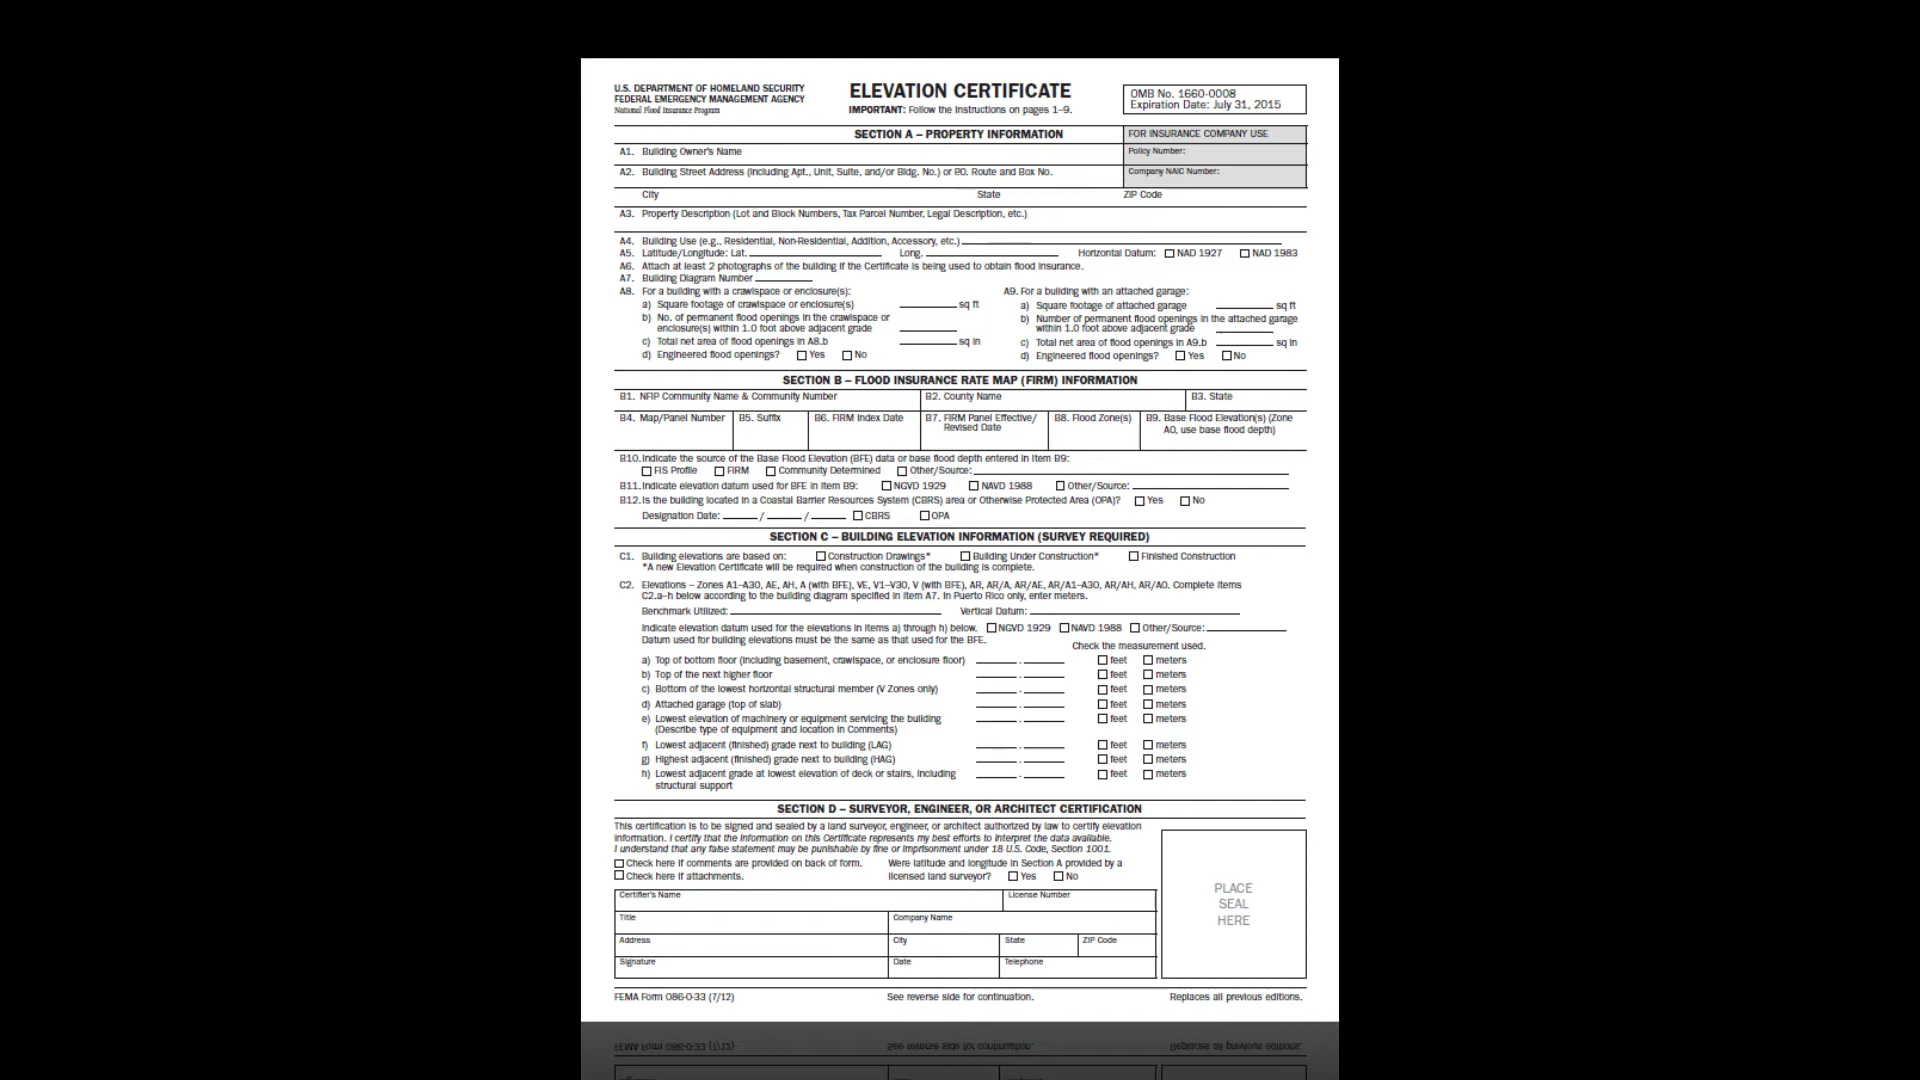 U.S. DEPARTMENT OF HOMELAND SECURITY
FEDERAL EMERGENCY MANAGEMENT AGENCY
National Flood Insurance Program
ELEVATION CERTIFICATE
IMPORTANT: Follow the instructions on pages 1–9.
OMB No. 1660-0008
Expiration Date: July 31, 2015
SECTION A – PROPERTY INFORMATION
FOR INSURANCE COMPANY USE
A1. Building Owner's Name
Policy Number:
A2. Building Street Address (including Apt., Unit, Suite, and/or Bldg. No.) or P.O. Route and Box No.
Company NAIC Number:
City State ZIP Code
A3. Property Description (Lot and Block Numbers, Tax Parcel Number, Legal Description, etc.)
A4. Building Use (e.g., Residential, Non-Residential, Addition, Accessory, etc.)
A5. Latitude/Longitude: Lat. Long. Horizontal Datum: NAD 1927 NAD 1983
A6. Attach at least 2 photographs of the building if the Certificate is being used to obtain flood insurance.
A7. Building Diagram Number
A8. For a building with a crawlspace or enclosure(s):
a) Square footage of crawlspace or enclosure(s) sq ft
b) No. of permanent flood openings in the crawlspace or
enclosure(s) within 1.0 foot above adjacent grade
c) Total net area of flood openings in A8.b sq in
d) Engineered flood openings? Yes No
A9. For a building with an attached garage:
a) Square footage of attached garage sq ft
b) Number of permanent flood openings in the attached garage
within 1.0 foot above adjacent grade
c) Total net area of flood openings in A9.b sq in
d) Engineered flood openings? Yes No
SECTION B – FLOOD INSURANCE RATE MAP (FIRM) INFORMATION
B1. NFIP Community Name & Community Number
B2. County Name
B3. State
B4. Map/Panel Number
B5. Suffix
B6. FIRM Index Date
B7. FIRM Panel Effective/
Revised Date
B8. Flood Zone(s)
B9. Base Flood Elevation(s) (Zone
AO, use base flood depth)
B10. Indicate the source of the Base Flood Elevation (BFE) data or base flood depth entered in Item B9:
FIS Profile FIRM Community Determined Other/Source:
B11. Indicate elevation datum used for BFE in Item B9: NGVD 1929 NAVD 1988 Other/Source:
B12. Is the building located in a Coastal Barrier Resources System (CBRS) area or Otherwise Protected Area (OPA)? Yes No
Designation Date: / / CBRS OPA
SECTION C – BUILDING ELEVATION INFORMATION (SURVEY REQUIRED)
C1. Building elevations are based on: Construction Drawings* Building Under Construction* Finished Construction
*A new Elevation Certificate will be required when construction of the building is complete.
C2. Elevations – Zones A1–A30, AE, AH, A (with BFE), VE, V1–V30, V (with BFE), AR, AR/A, AR/AE, AR/A1–A30, AR/AH, AR/AO. Complete Items
C2.a–h below according to the building diagram specified in Item A7. In Puerto Rico only, enter meters.
Benchmark Utilized: Vertical Datum:
Indicate elevation datum used for the elevations in items a) through h) below. NGVD 1929 NAVD 1988 Other/Source:
Datum used for building elevations must be the same as that used for the BFE.
Check the measurement used.
a) Top of bottom floor (including basement, crawlspace, or enclosure floor) . feet meters
b) Top of the next higher floor . feet meters
c) Bottom of the lowest horizontal structural member (V Zones only) . feet meters
d) Attached garage (top of slab) . feet meters
e) Lowest elevation of machinery or equipment servicing the building . feet meters
(Describe type of equipment and location in Comments)
f) Lowest adjacent (finished) grade next to building (LAG) . feet meters
g) Highest adjacent (finished) grade next to building (HAG) . feet meters
h) Lowest adjacent grade at lowest elevation of deck or stairs, including . feet meters
structural support
SECTION D – SURVEYOR, ENGINEER, OR ARCHITECT CERTIFICATION
This certification is to be signed and sealed by a land surveyor, engineer, or architect authorized by law to certify elevation
information. I certify that the information on this Certificate represents my best efforts to interpret the data available.
I understand that any false statement may be punishable by fine or imprisonment under 18 U.S. Code, Section 1001.
Check here if comments are provided on back of form.
Check here if attachments.
Were latitude and longitude in Section A provided by a
licensed land surveyor? Yes No
PLACE
SEAL
HERE
Certifier's Name License Number
Title Company Name
Address City State ZIP Code
Signature Date Telephone
FEMA Form 086-0-33 (7/12) See reverse side for continuation. Replaces all previous editions.